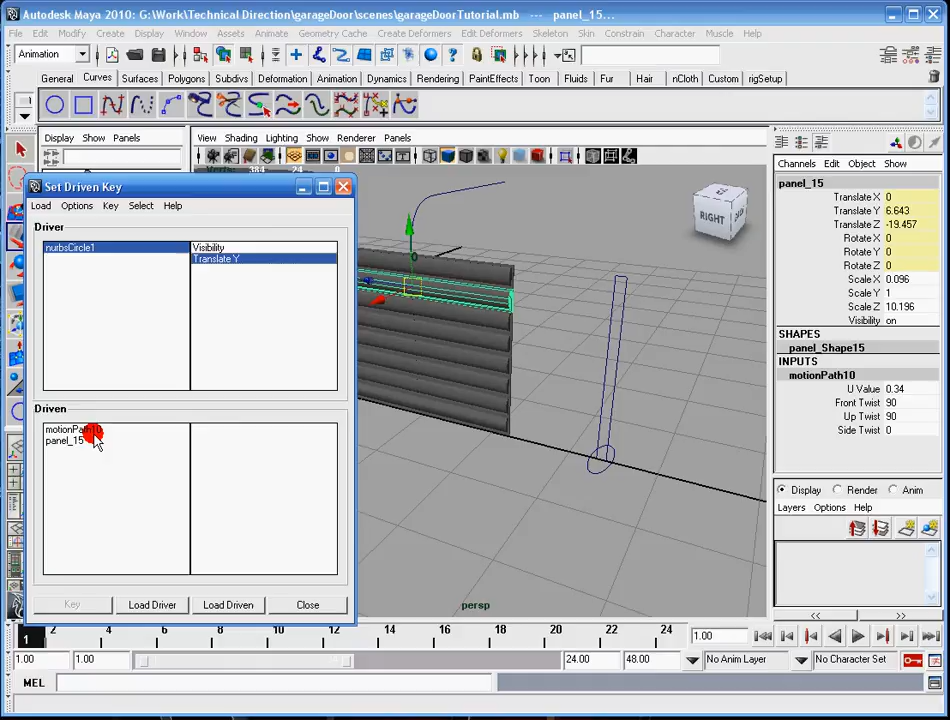 Autodesk Maya 2010: G:\Work\Technical Direction\garageDoor\scenes\garageDoorTutorial.mb --- panel_15...
File Edit Modify Create Display Window Assets Animate Geometry Cache Create Deformers Edit Deformers Skeleton Skin Constrain Character Muscle Help
Animation
General Curves Surfaces Polygons Subdivs Deformation Animation Dynamics Rendering PaintEffects Toon Fluids Fur Hair nCloth Custom rigSetup
Display Show Panels
View Shading Lighting Show Renderer Panels
Channels Edit Object Show
Set Driven Key
Load Options Key Select Help
Driver
nurbsCircle1
Visibility
Translate Y
Driven
motionPath10
panel_15
Key Load Driver Load Driven Close
RIGHT
persp
panel_15
Translate X 0
Translate Y 6.643
Translate Z -19.457
Rotate X 0
Rotate Y 0
Rotate Z 0
Scale X 0.096
Scale Y 1
Scale Z 10.196
Visibility on
SHAPES
panel_Shape15
INPUTS
motionPath10
U Value 0.34
Front Twist 90
Up Twist 90
Side Twist 0
Display Render Anim
Layers Options Help
<< >>
1 2 4 6 8 10 12 14 16 18 20 22 24 1.00
1.00 1.00 24.00 48.00 No Anim Layer No Character Set
MEL